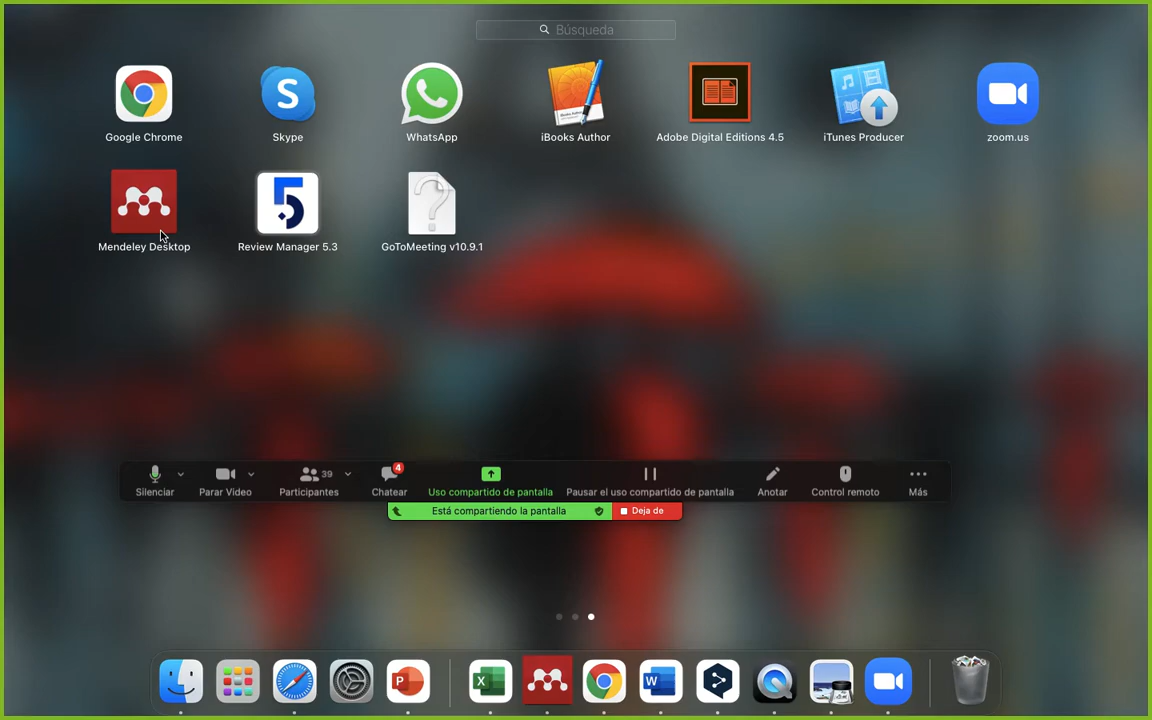 Búsqueda
Google Chrome
Skype
WhatsApp
iBooks Author
Adobe Digital Editions 4.5
iTunes Producer
zoom.us
Mendeley Desktop
Review Manager 5.3
GoToMeeting v10.9.1
Silenciar
Parar Video
39
Participantes
4
Chatear
Uso compartido de pantalla
Pausar el uso compartido de pantalla
Anotar
Control remoto
Más
Está compartiendo la pantalla
Deja de